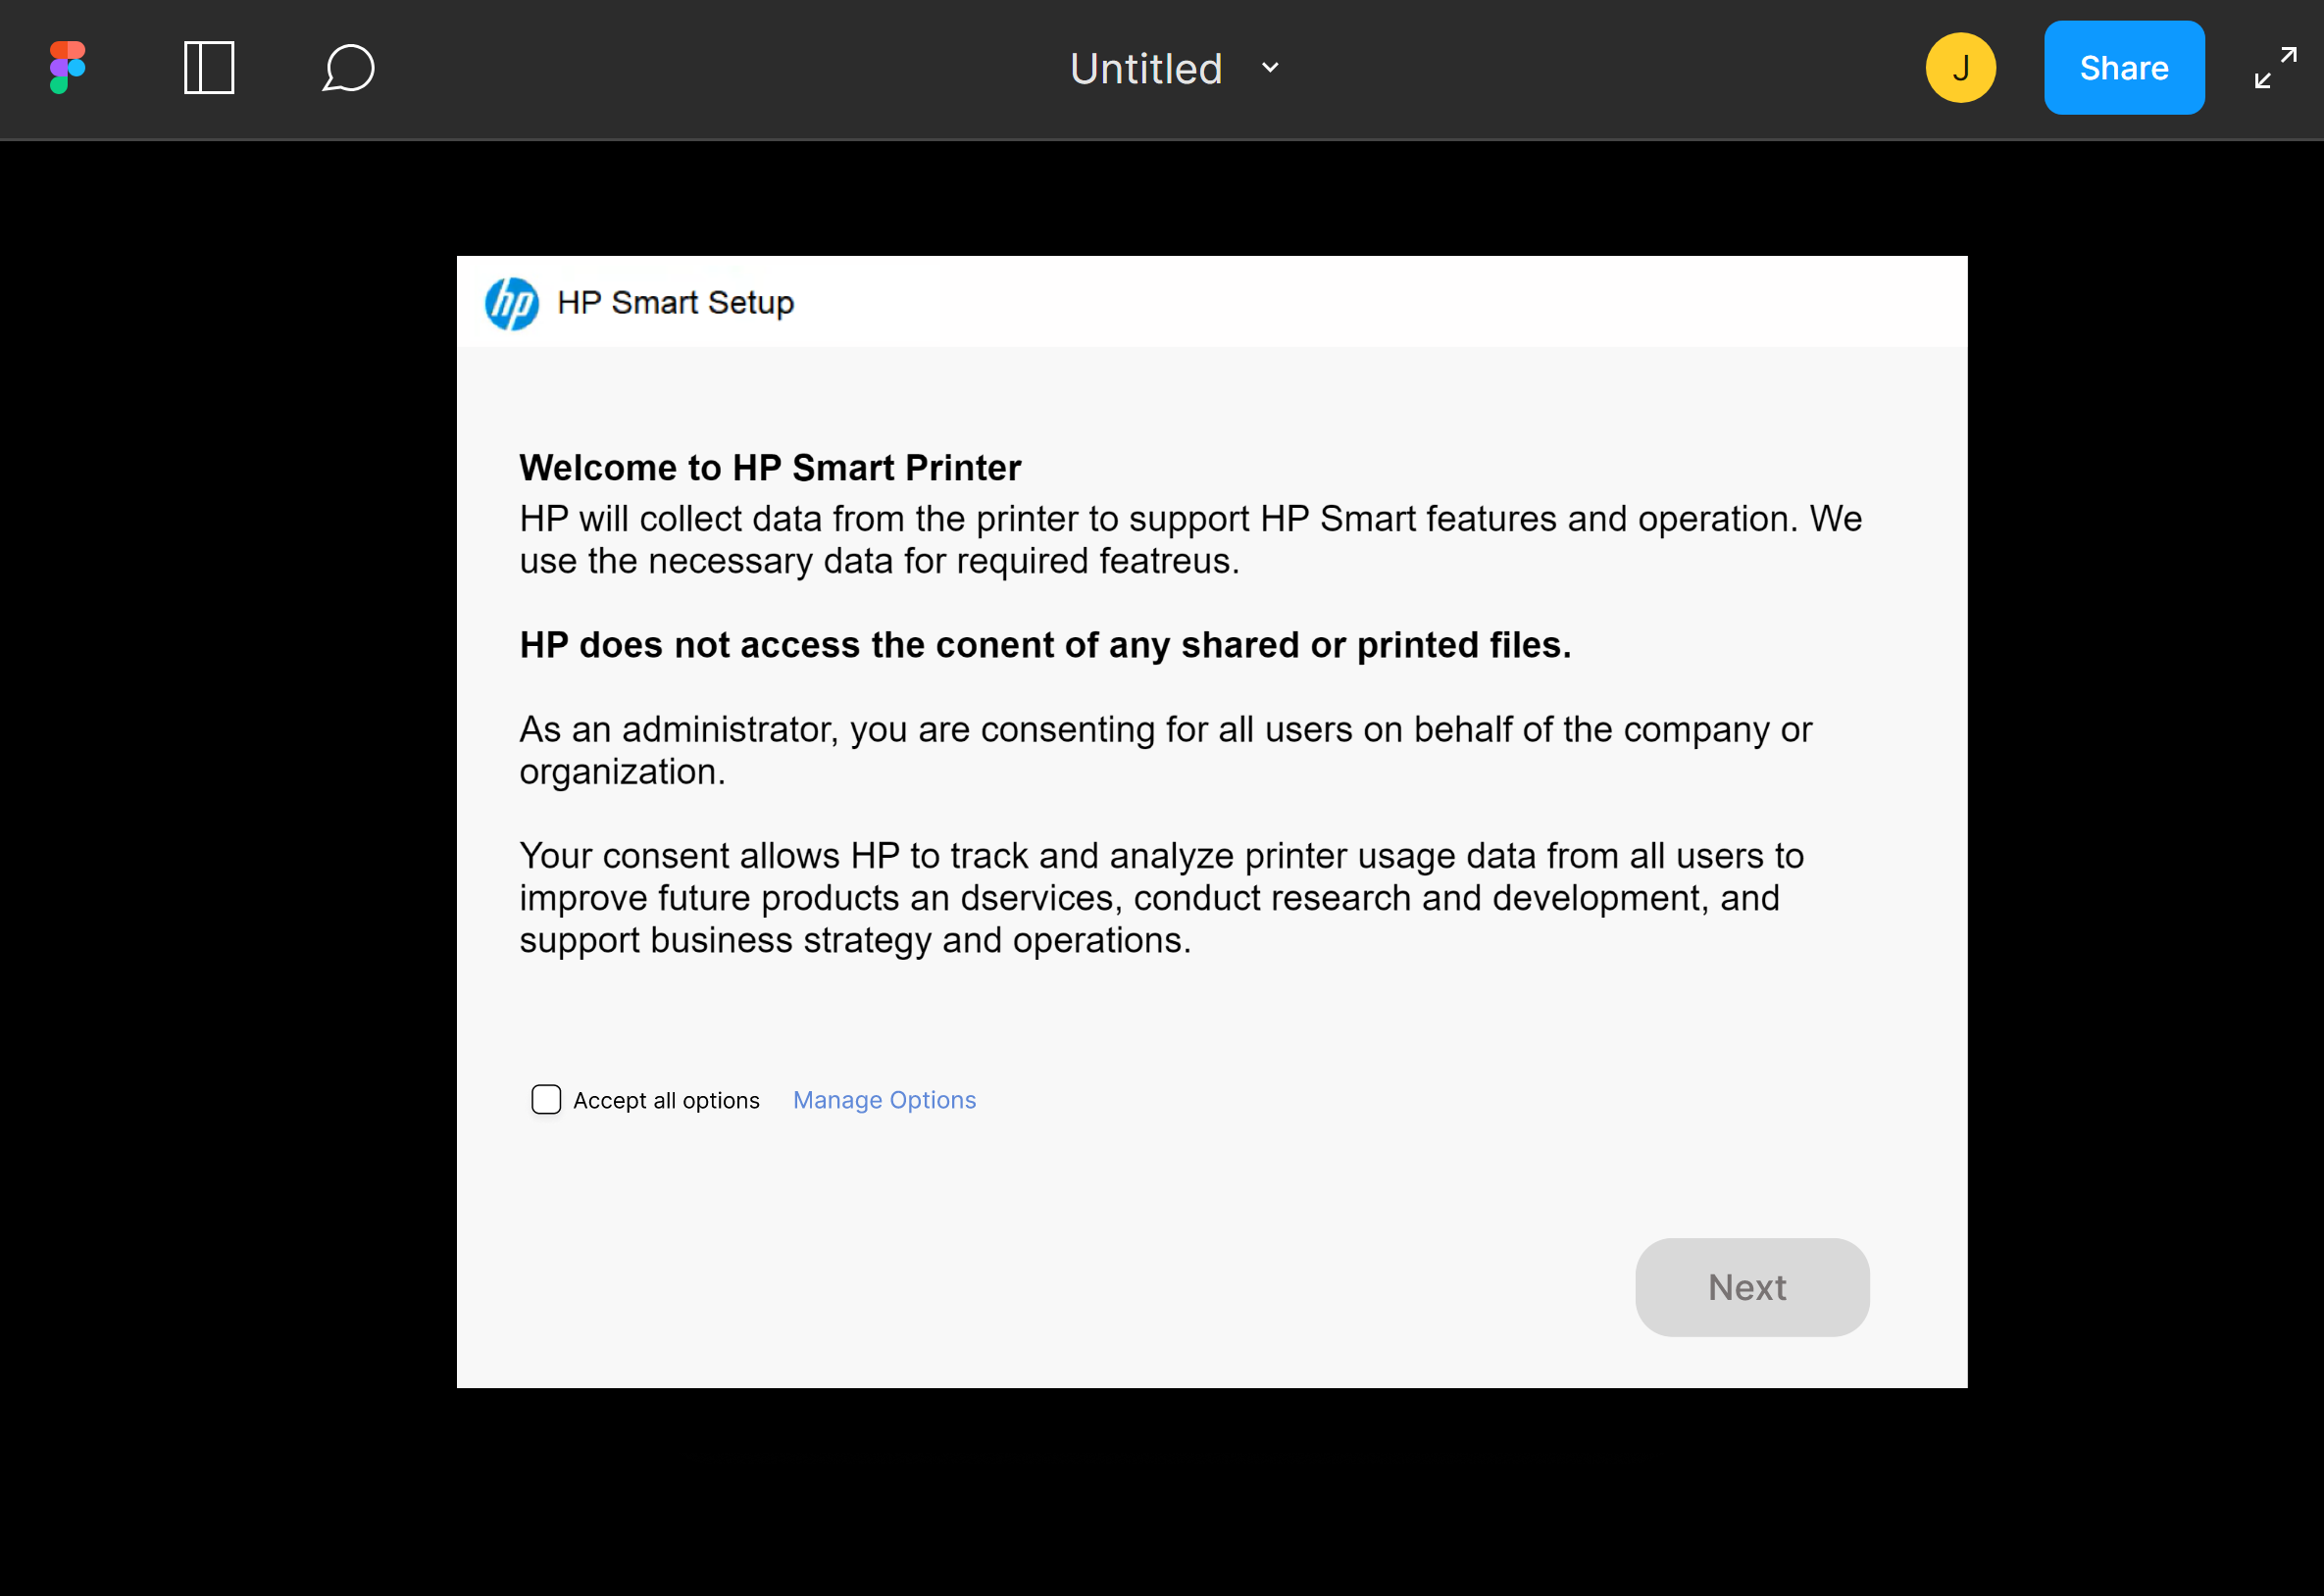 Untitled
J
Share
hp HP Smart Setup
Welcome to HP Smart Printer
HP will collect data from the printer to support HP Smart features and operation. We
use the necessary data for required featreus.
HP does not access the conent of any shared or printed files.
As an administrator, you are consenting for all users on behalf of the company or
organization.
Your consent allows HP to track and analyze printer usage data from all users to
improve future products an dservices, conduct research and development, and
support business strategy and operations.
Accept all options Manage Options
Next